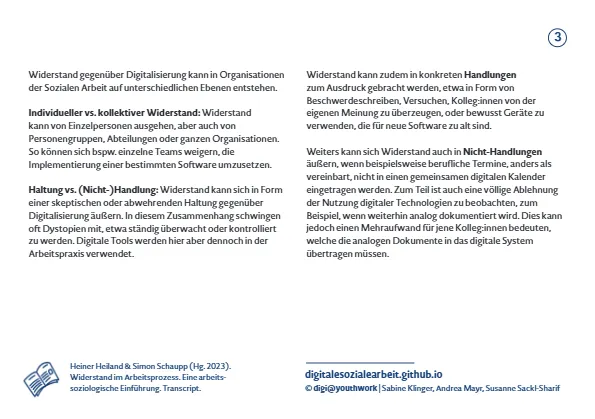 3
Widerstand gegenüber Digitalisierung kann in Organisationen
der Sozialen Arbeit auf unterschiedlichen Ebenen entstehen.
Individueller vs. kollektiver Widerstand: Widerstand
kann von Einzelpersonen ausgehen, aber auch von
Personengruppen, Abteilungen oder ganzen Organisationen.
So können sich bspw. einzelne Teams weigern, die
Implementierung einer bestimmten Software umzusetzen.
Haltung vs. (Nicht-)Handlung: Widerstand kann sich in Form
einer skeptischen oder abwehrenden Haltung gegenüber
Digitalisierung äußern. In diesem Zusammenhang schwingen
oft Dystopien mit, etwa ständig überwacht oder kontrolliert
zu werden. Digitale Tools werden hier aber dennoch in der
Arbeitspraxis verwendet.
Widerstand kann zudem in konkreten Handlungen
zum Ausdruck gebracht werden, etwa in Form von
Beschwerdeschreiben, Versuchen, Kolleg:innen von der
eigenen Meinung zu überzeugen, oder bewusst Geräte zu
verwenden, die für neue Software zu alt sind.
Weiters kann sich Widerstand auch in Nicht-Handlungen
äußern, wenn beispielsweise berufliche Termine, anders als
vereinbart, nicht in einen gemeinsamen digitalen Kalender
eingetragen werden. Zum Teil ist auch eine völlige Ablehnung
der Nutzung digitaler Technologien zu beobachten, zum
Beispiel, wenn weiterhin analog dokumentiert wird. Dies kann
jedoch einen Mehraufwand für jene Kolleg:innen bedeuten,
welche die analogen Dokumente in das digitale System
übertragen müssen.
Heiner Heiland & Simon Schaupp (Hg. 2023).
Widerstand im Arbeitsprozess. Eine arbeits-
soziologische Einführung. Transcript.
digitalesozialearbeit.github.io
© digi@youthwork | Sabine Klinger, Andrea Mayr, Susanne Sackl-Sharif